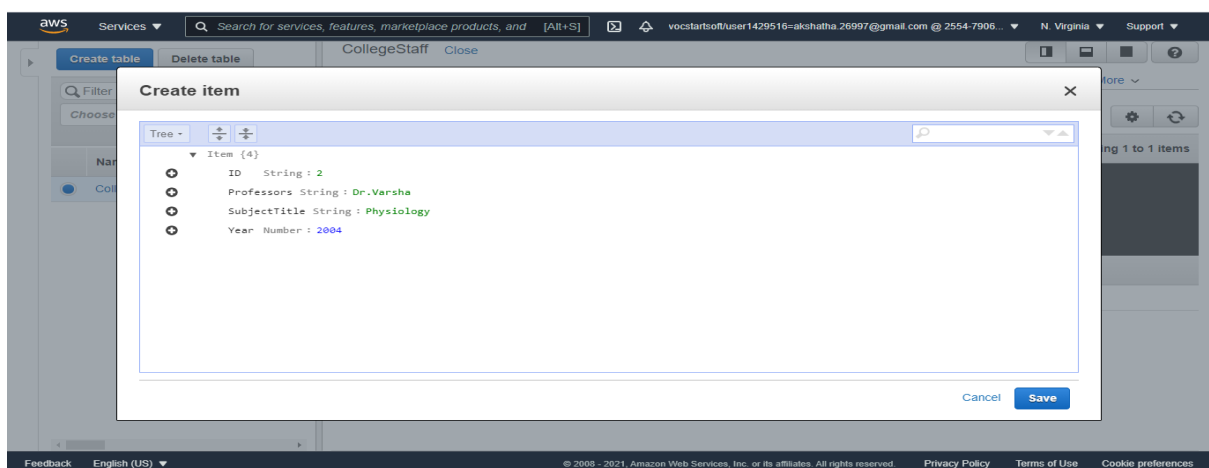 aws Services ▼ Search for services, features, marketplace products, and [Alt+S] vocstartsoft/user1429516=akshatha.26997@gmail.com @ 2554-7906... ▼ N. Virginia ▼ Support ▼
Create table Delete table CollegeStaff Close
Filter Create item × More
Choose
Tree
Item {4} ing 1 to 1 items
ID String : 2
Coll Professors String : Dr.Varsha
SubjectTitle String : Physiology
Year Number : 2004
Cancel Save
Feedback English (US) ▼ © 2008 - 2021, Amazon Web Services, Inc. or its affiliates. All rights reserved. Privacy Policy Terms of Use Cookie preferences